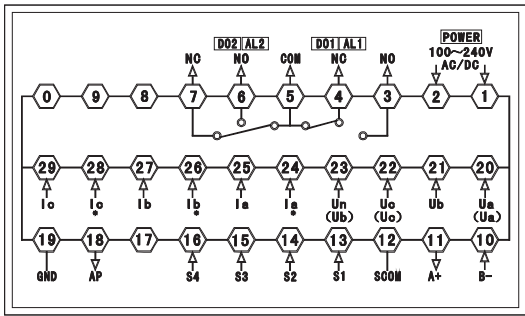 DO2 AL2 DO1 AL1 POWER
100~240V
AC/DC
NC NO COM NC NO
0 9 8 7 6 5 4 3 2 1
29 28 27 26 25 24 23 22 21 20
Ic Ic* Ib Ib* Ia Ia* Un Uc Ub Ua
(Ub) (Uc) (Ua)
19 18 17 16 15 14 13 12 11 10
GND AP S4 S3 S2 S1 SCOM A+ B-